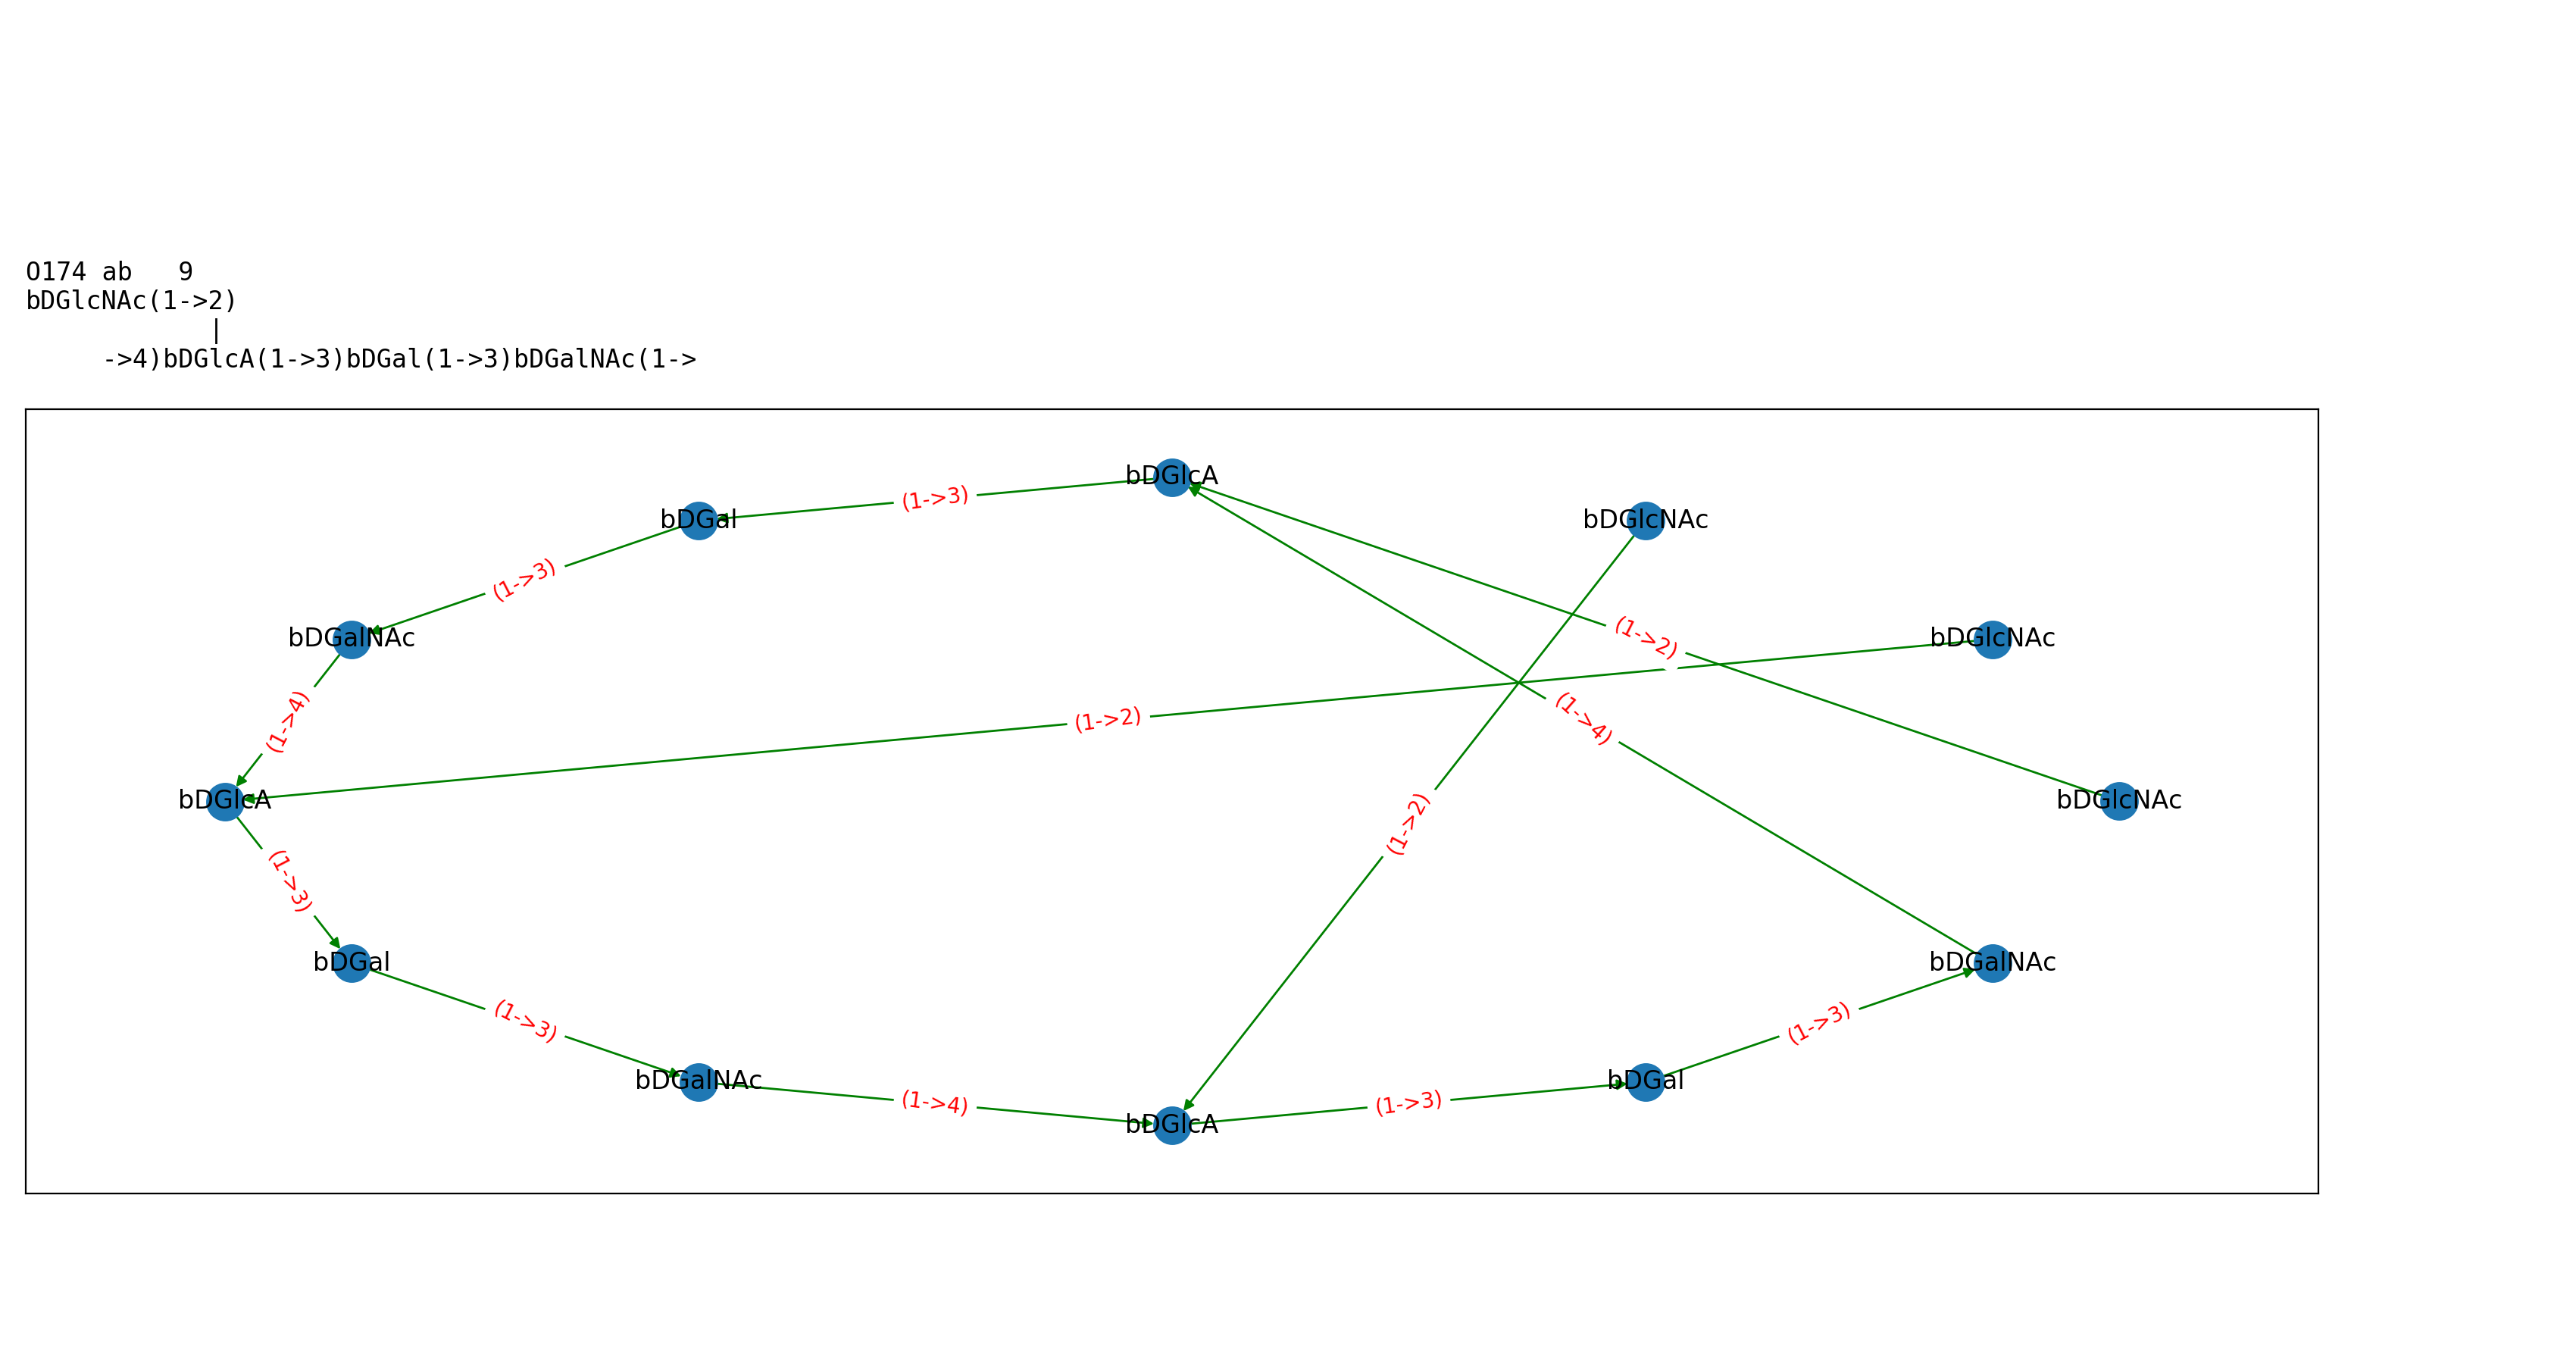 O174 ab   9
bDGlcNAc(1->2)
            |
     ->4)bDGlcA(1->3)bDGal(1->3)bDGalNAc(1->
bDGlcA
(1->3)
bDGal
bDGlcNAc
(1->3)
bDGalNAc
(1->2)
bDGlcNAc
(1->4)
(1->2)
(1->4)
bDGlcA
bDGlcNAc
(1->2)
(1->3)
bDGal
bDGalNAc
(1->3)
(1->3)
bDGalNAc
bDGal
(1->4)
(1->3)
bDGlcA